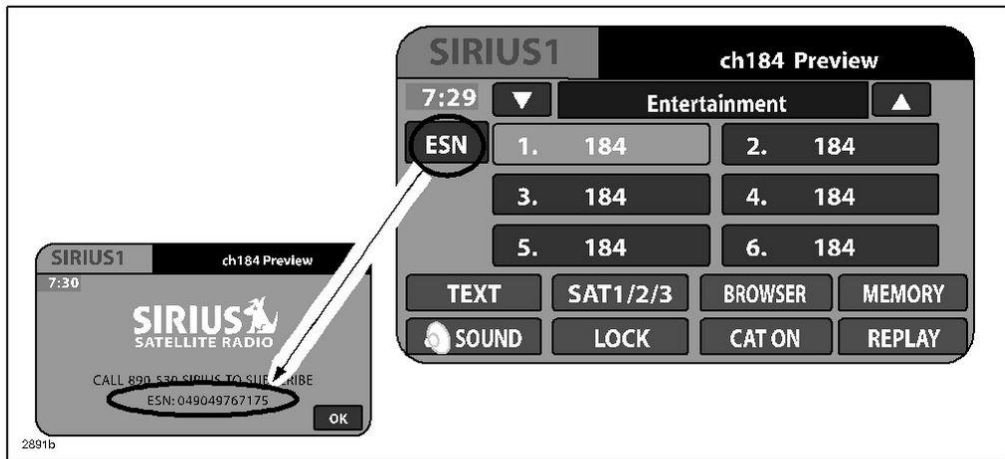 SIRIUS1 ch184 Preview
7:29 Entertainment
ESN 1. 184 2. 184
3. 184 4. 184
5. 184 6. 184
TEXT SAT1/2/3 BROWSER MEMORY
SOUND LOCK CAT ON REPLAY
SIRIUS1 ch184 Preview
7:30
SIRIUS
SATELLITE RADIO
CALL 890-530 SIRIUS TO
ESN: 049049767175
OK
2891b